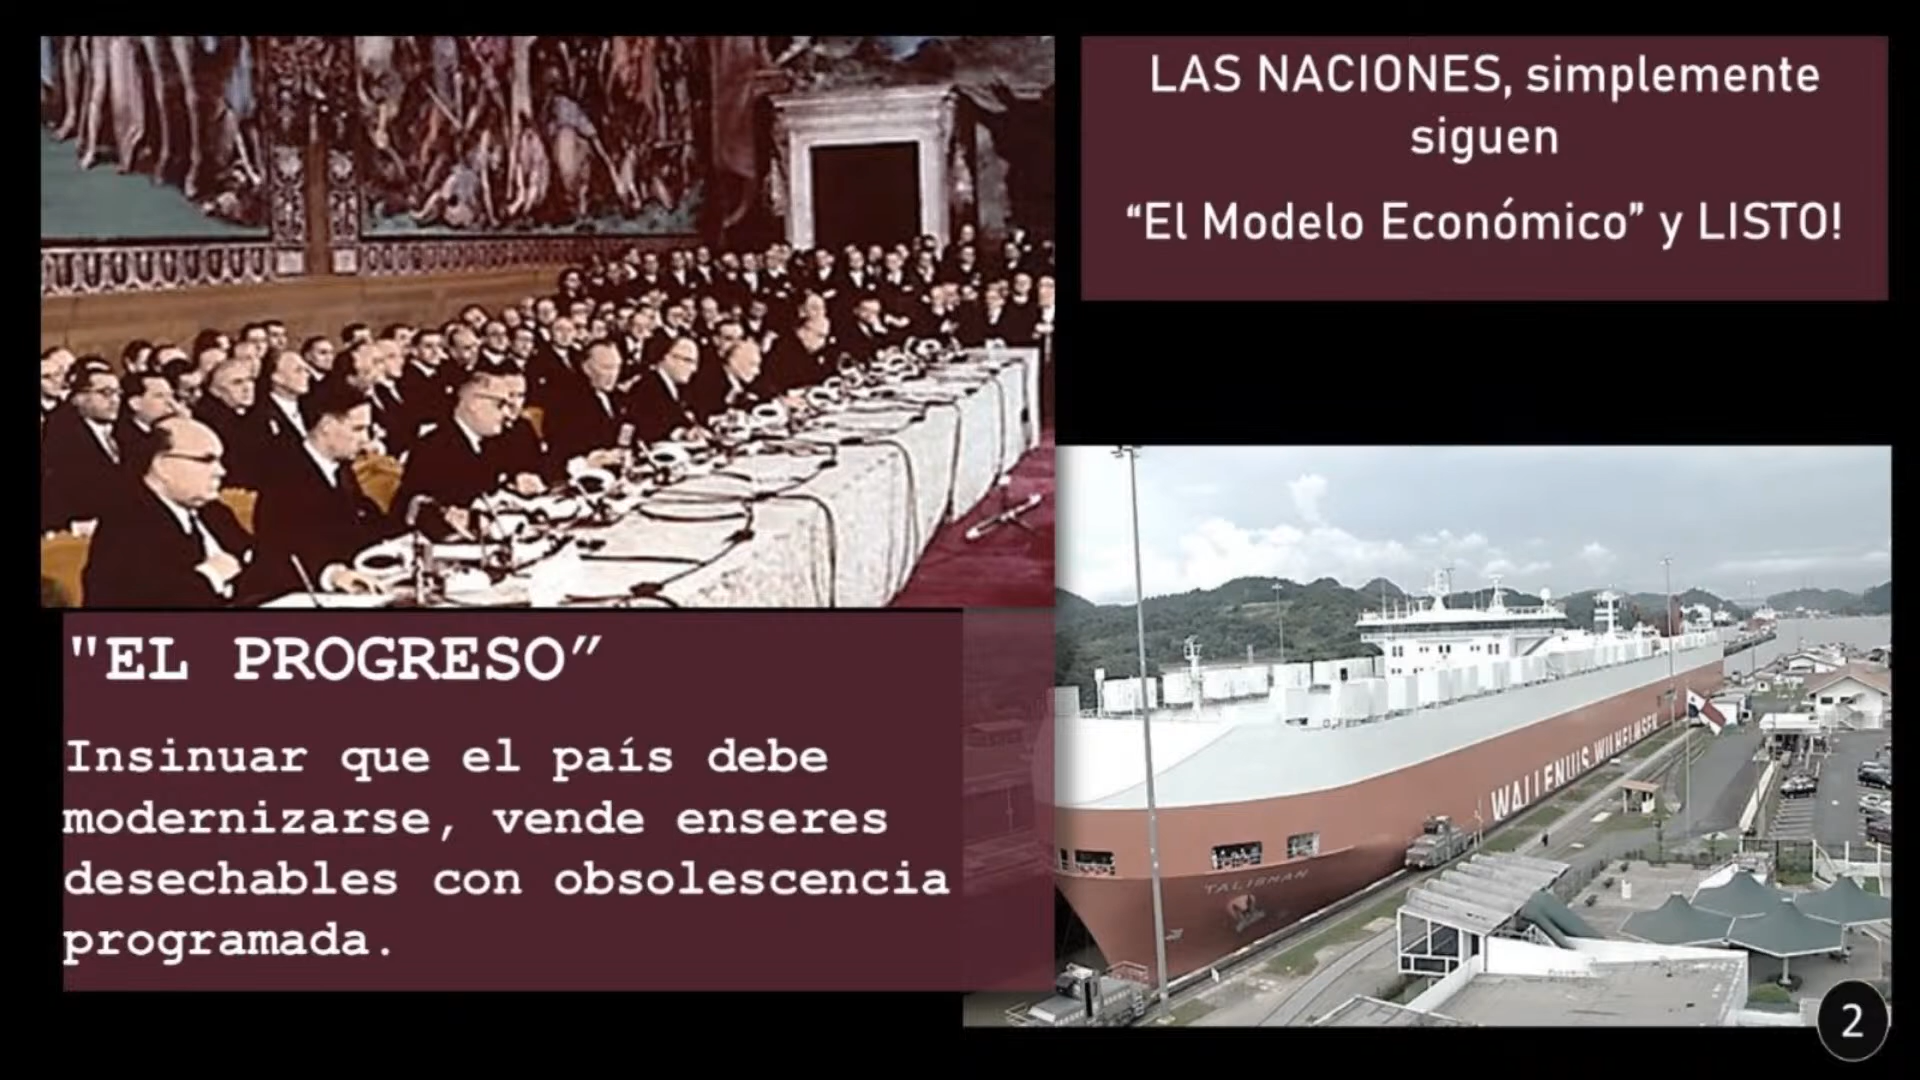 LAS NACIONES, simplemente
siguen
“El Modelo Económico” y LISTO!
"EL PROGRESO”
Insinuar que el país debe
modernizarse, vende enseres
desechables con obsolescencia
programada.
WALLENIUS WILHELMSEN
TALISMAN
2